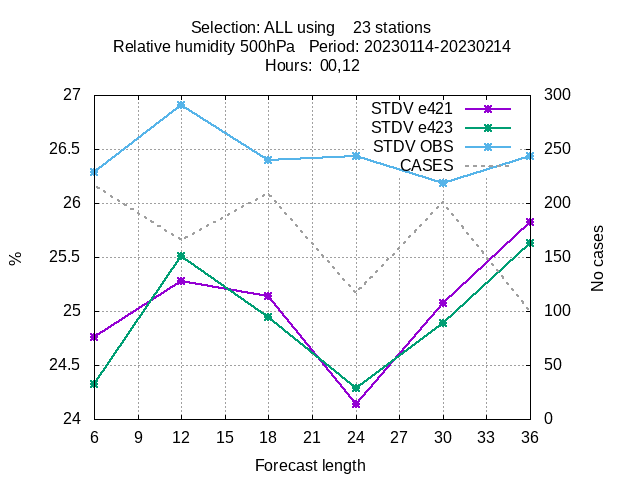 Selection: ALL using 23 stations
Relative humidity 500hPa Period: 20230114-20230214
Hours: 00,12
27 300
STDV e421
STDV e423
STDV OBS
CASES
26.5 250
26 200
25.5 150
25 100
24.5 50
24 0
%
No cases
6 9 12 15 18 21 24 27 30 33 36
Forecast length